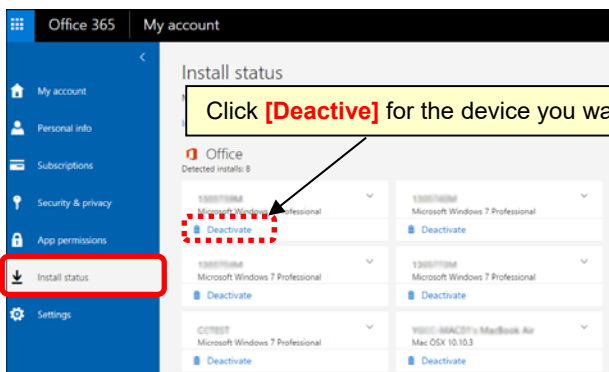 Office 365
My account
Install status
My account
Click [Deactive] for the device you wa
Personal info
Office
Subscriptions
Detected installs: 8
Security & privacy
Microsoft Windows 7 Professional
Microsoft Windows 7 Professional
Deactivate
Deactivate
App permissions
Install status
Microsoft Windows 7 Professional
Microsoft Windows 7 Professional
Deactivate
Deactivate
Settings
CCTEST
MacBook Air
Microsoft Windows 7 Professional
Mac OSX 10.10.3
Deactivate
Deactivate